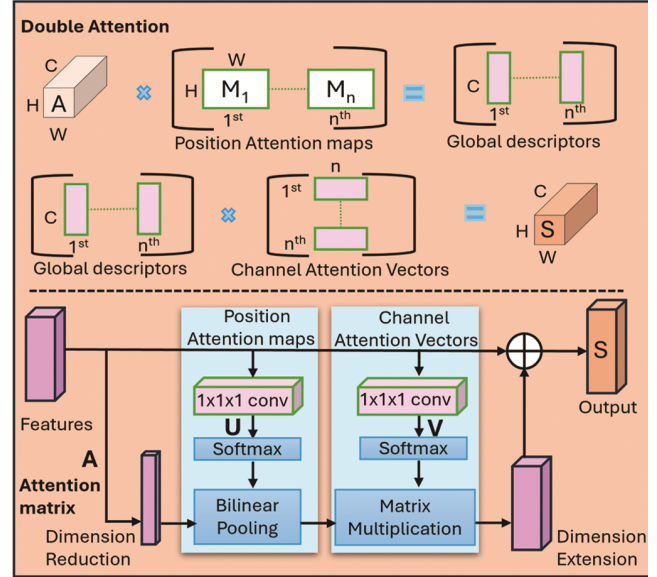 Double Attention
C
H
A
W
W
H
M1
Mn
1st
nth
Position Attention maps
C
1st
nth
Global descriptors
C
1st
nth
Global descriptors
n
1st
nth
Channel Attention Vectors
C
H
S
W
Position
Attention maps
Channel
Attention Vectors
Features
1x1x1 conv
1x1x1 conv
U
V
Softmax
Softmax
S
Output
A
Attention
matrix
Dimension
Reduction
Bilinear
Pooling
Matrix
Multiplication
Dimension
Extension